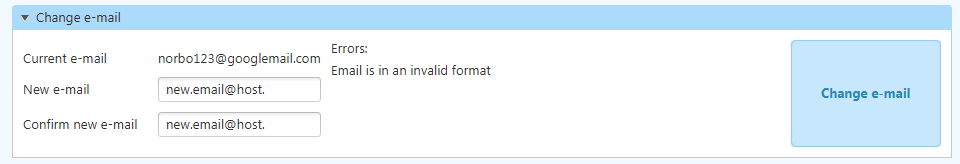 Change e-mail
Current e-mail norbo123@googlemail.com
New e-mail new.email@host.
Confirm new e-mail new.email@host.
Errors:
Email is in an invalid format
Change e-mail